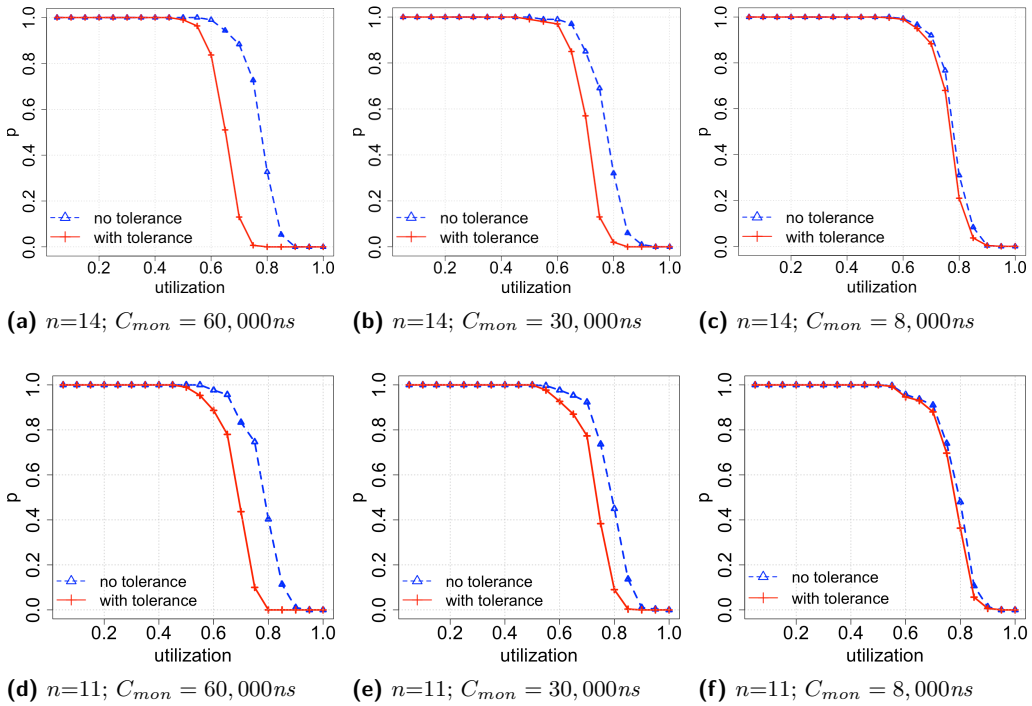 1.0
0.8
0.6
0.4
0.2
0.0
p
no tolerance
with tolerance
0.2 0.4 0.6 0.8 1.0
utilization
(a) n=14; C_mon = 60,000ns
1.0
0.8
0.6
0.4
0.2
0.0
p
no tolerance
with tolerance
0.2 0.4 0.6 0.8 1.0
utilization
(b) n=14; C_mon = 30,000ns
1.0
0.8
0.6
0.4
0.2
0.0
p
no tolerance
with tolerance
0.2 0.4 0.6 0.8 1.0
utilization
(c) n=14; C_mon = 8,000ns
1.0
0.8
0.6
0.4
0.2
0.0
p
no tolerance
with tolerance
0.2 0.4 0.6 0.8 1.0
utilization
(d) n=11; C_mon = 60,000ns
1.0
0.8
0.6
0.4
0.2
0.0
p
no tolerance
with tolerance
0.2 0.4 0.6 0.8 1.0
utilization
(e) n=11; C_mon = 30,000ns
1.0
0.8
0.6
0.4
0.2
0.0
p
no tolerance
with tolerance
0.2 0.4 0.6 0.8 1.0
utilization
(f) n=11; C_mon = 8,000ns